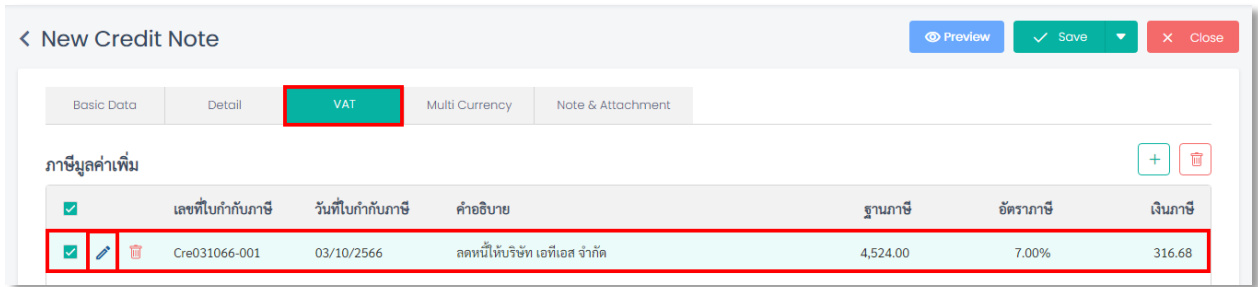 New Credit Note Preview Save Close
Basic Data Detail VAT Multi Currency Note & Attachment
ภาษีมูลค่าเพิ่ม
เลขที่ใบกำกับภาษี วันที่ใบกำกับภาษี คำอธิบาย ฐานภาษี อัตราภาษี เงินภาษี
Cre031066-001 03/10/2566 ลดหนี้ให้บริษัท เอทีเอส จำกัด 4,524.00 7.00% 316.68